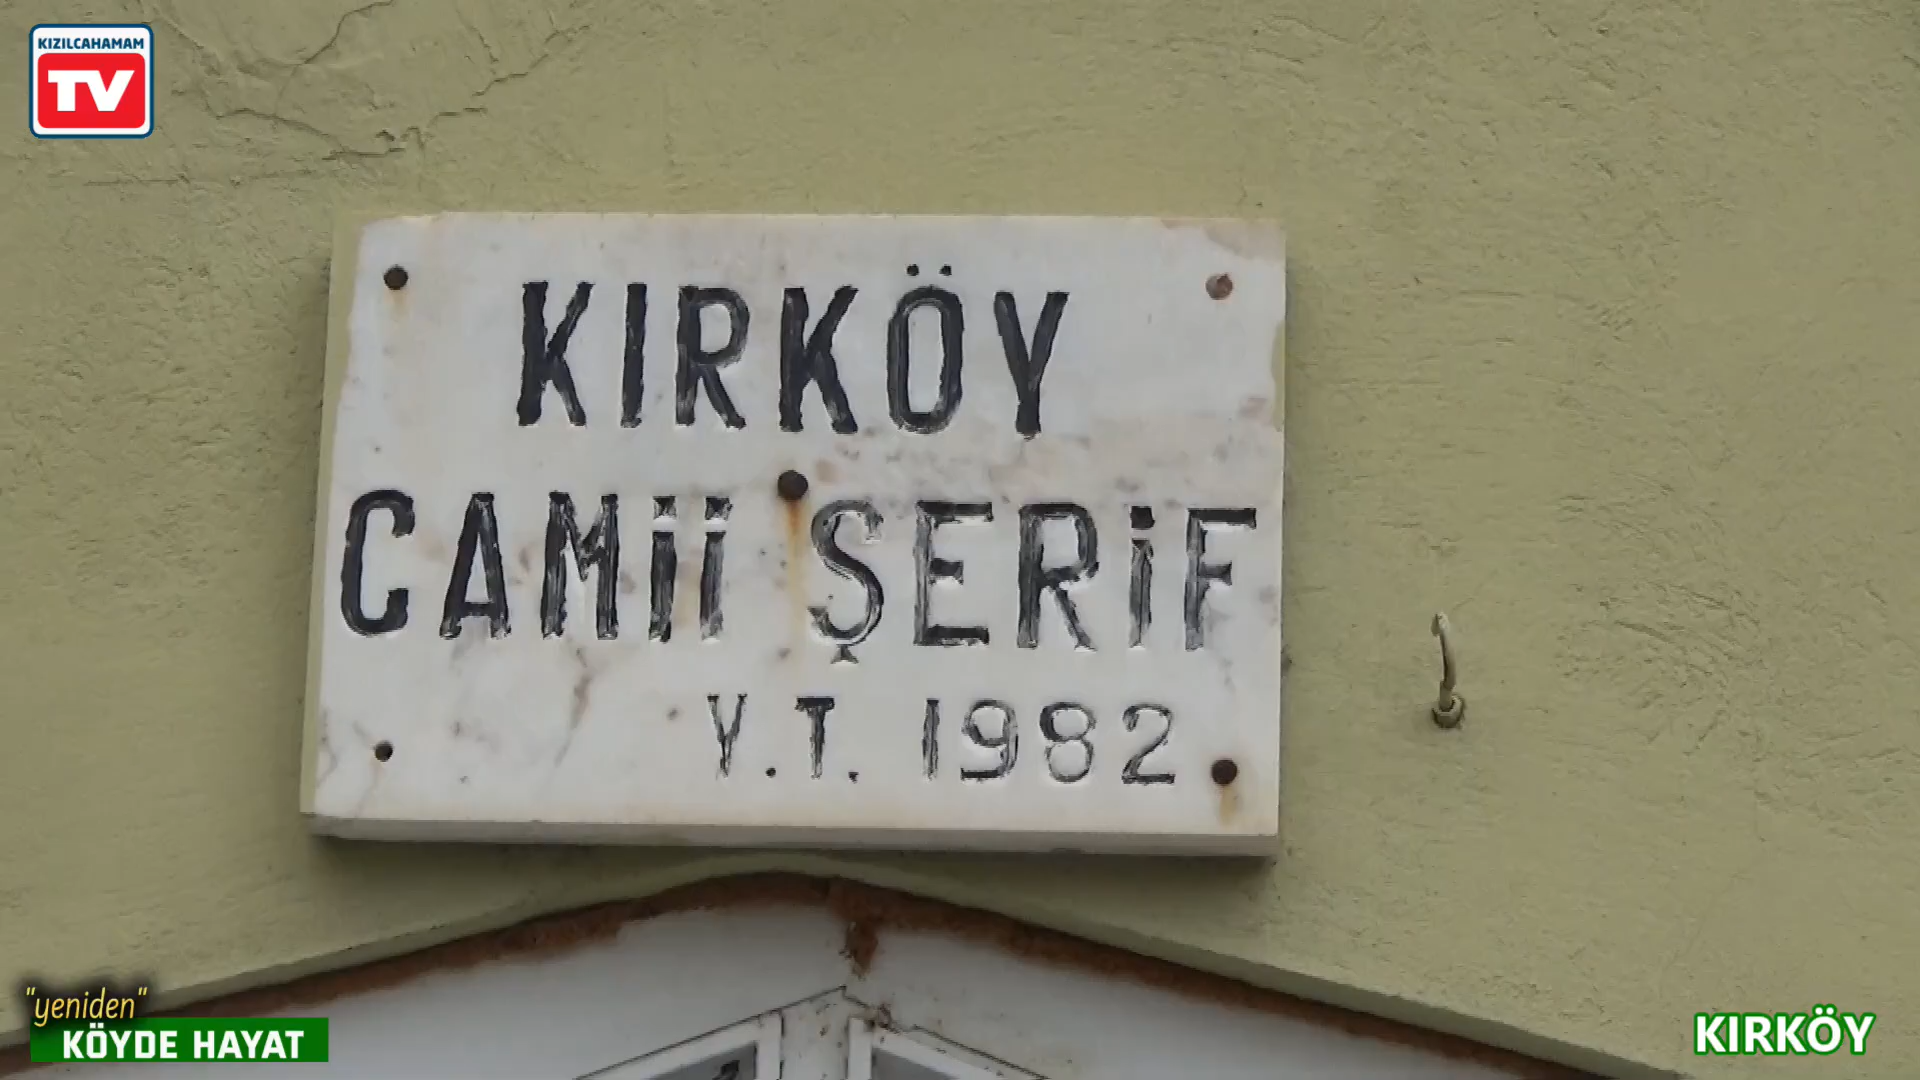 KIZILCAHAMAM
TV
KIRKÖY
CAMİİ ŞERİF
Y.T. 1982
"yeniden"
KÖYDE HAYAT
KIRKÖY